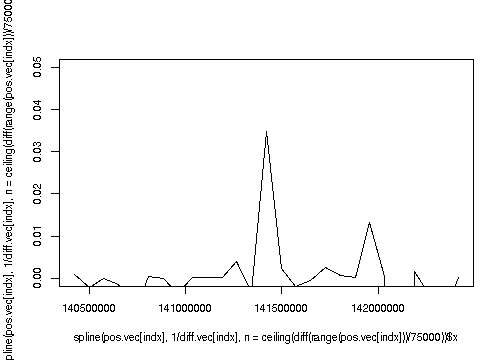 pline(pos.vec[indx], 1/diff.vec[indx], n = ceiling(diff(range(pos.vec[indx]))/75000
0.05
0.04
0.03
0.02
0.01
0.00
140500000 141000000 141500000 142000000
spline(pos.vec[indx], 1/diff.vec[indx], n = ceiling(diff(range(pos.vec[indx]))/75000))$x